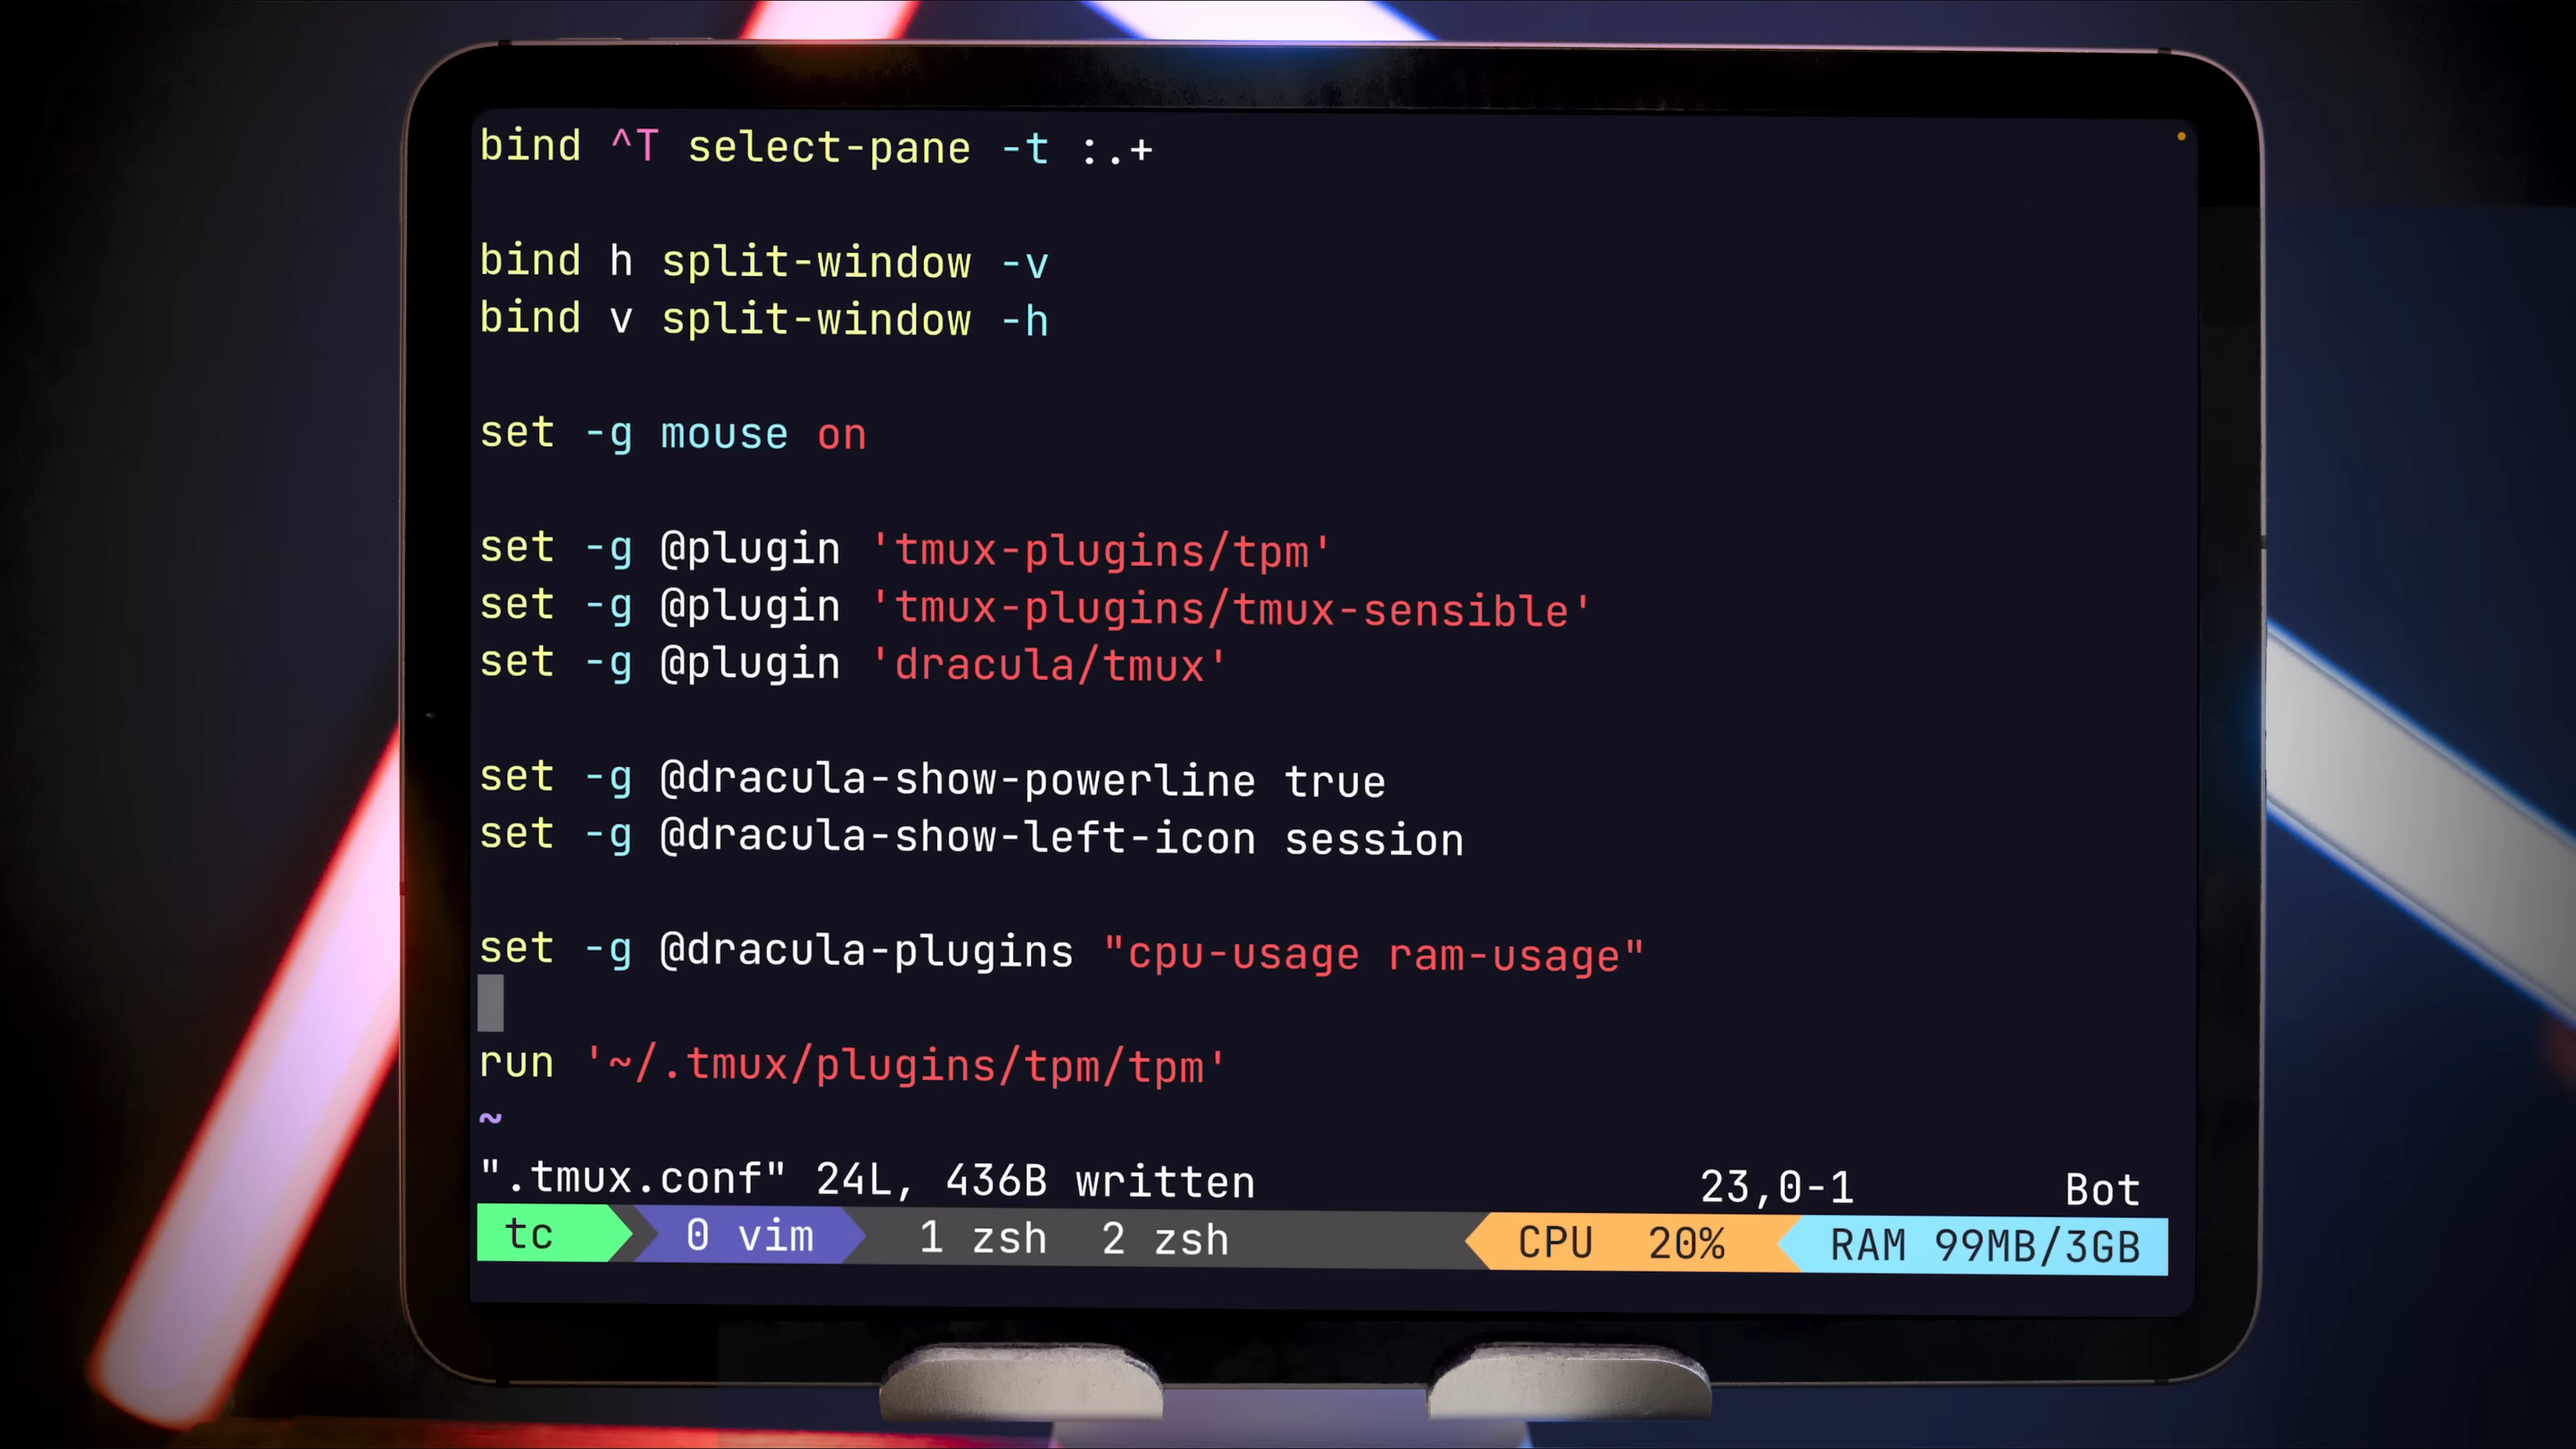 bind ^T select-pane -t :.+
bind h split-window -v
bind v split-window -h
set -g mouse on
set -g @plugin 'tmux-plugins/tpm'
set -g @plugin 'tmux-plugins/tmux-sensible'
set -g @plugin 'dracula/tmux'
set -g @dracula-show-powerline true
set -g @dracula-show-left-icon session
set -g @dracula-plugins "cpu-usage ram-usage"
run '~/.tmux/plugins/tpm/tpm'
~
".tmux.conf" 24L, 436B written 23,0-1 Bot
tc 0 vim 1 zsh 2 zsh CPU 20% RAM 99MB/3GB